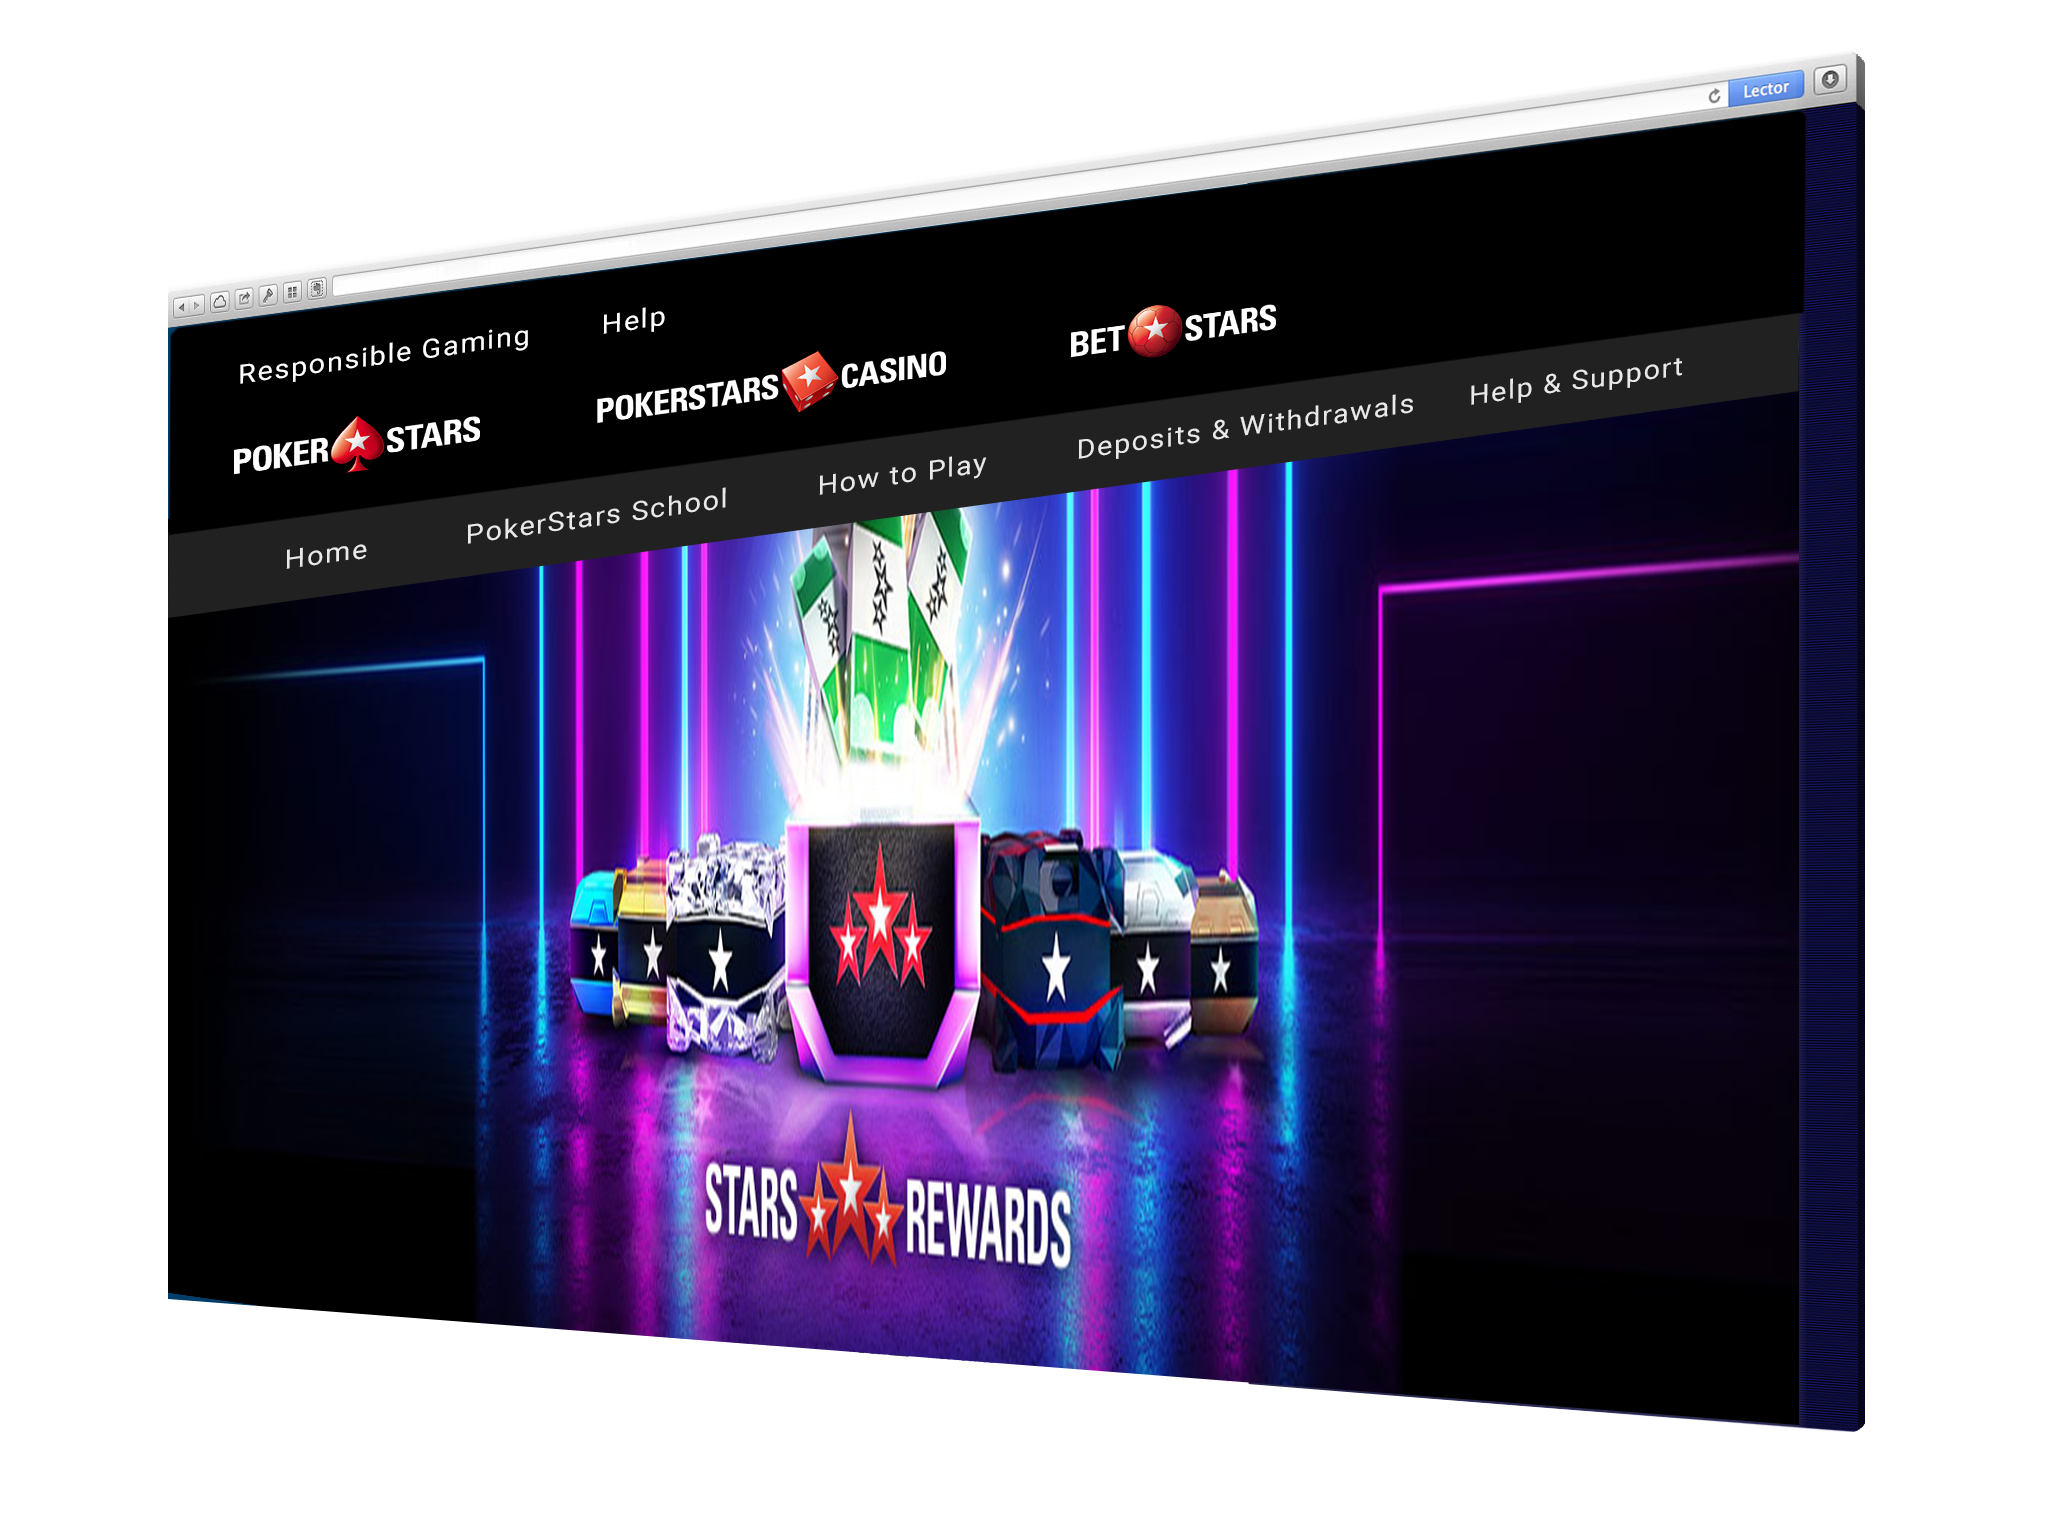 Lector
Responsible Gaming
Help
POKER STARS
POKERSTARS CASINO
BET STARS
Home
PokerStars School
How to Play
Deposits & Withdrawals
Help & Support
STARS REWARDS